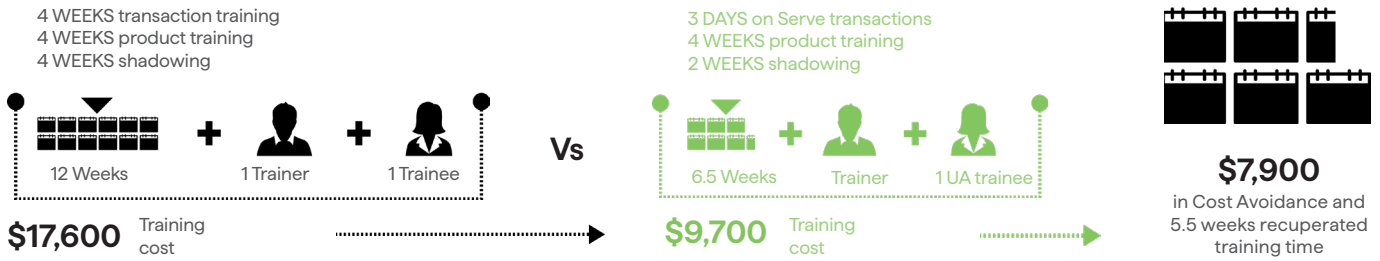 4 WEEKS transaction training
4 WEEKS product training
4 WEEKS shadowing
12 Weeks
1 Trainer
1 Trainee
$17,600
Training
cost
Vs
3 DAYS on Serve transactions
4 WEEKS product training
2 WEEKS shadowing
6.5 Weeks
Trainer
1 UA trainee
$9,700
Training
cost
$7,900
in Cost Avoidance and
5.5 weeks recuperated
training time